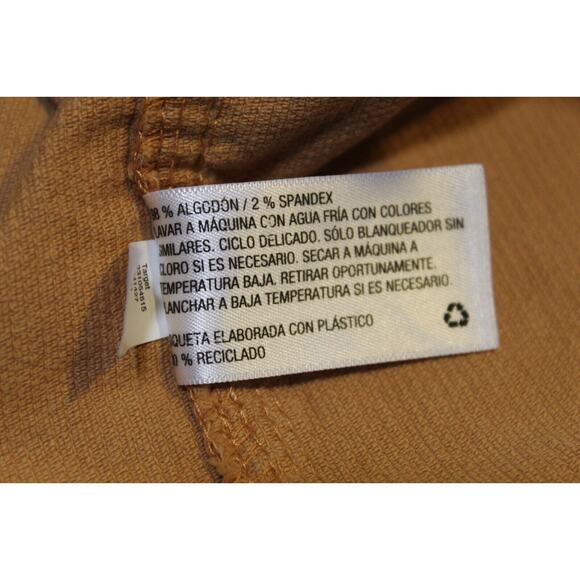 98 % ALGODÓN / 2 % SPANDEX
LAVAR A MÁQUINA CON AGUA FRÍA CON COLORES
SIMILARES. CICLO DELICADO. SÓLO BLANQUEADOR SIN
CLORO SI ES NECESARIO. SECAR A MÁQUINA A
TEMPERATURA BAJA. RETIRAR OPORTUNAMENTE.
PLANCHAR A BAJA TEMPERATURA SI ES NECESARIO.
IQUETA ELABORADA CON PLÁSTICO
% RECICLADO
Target